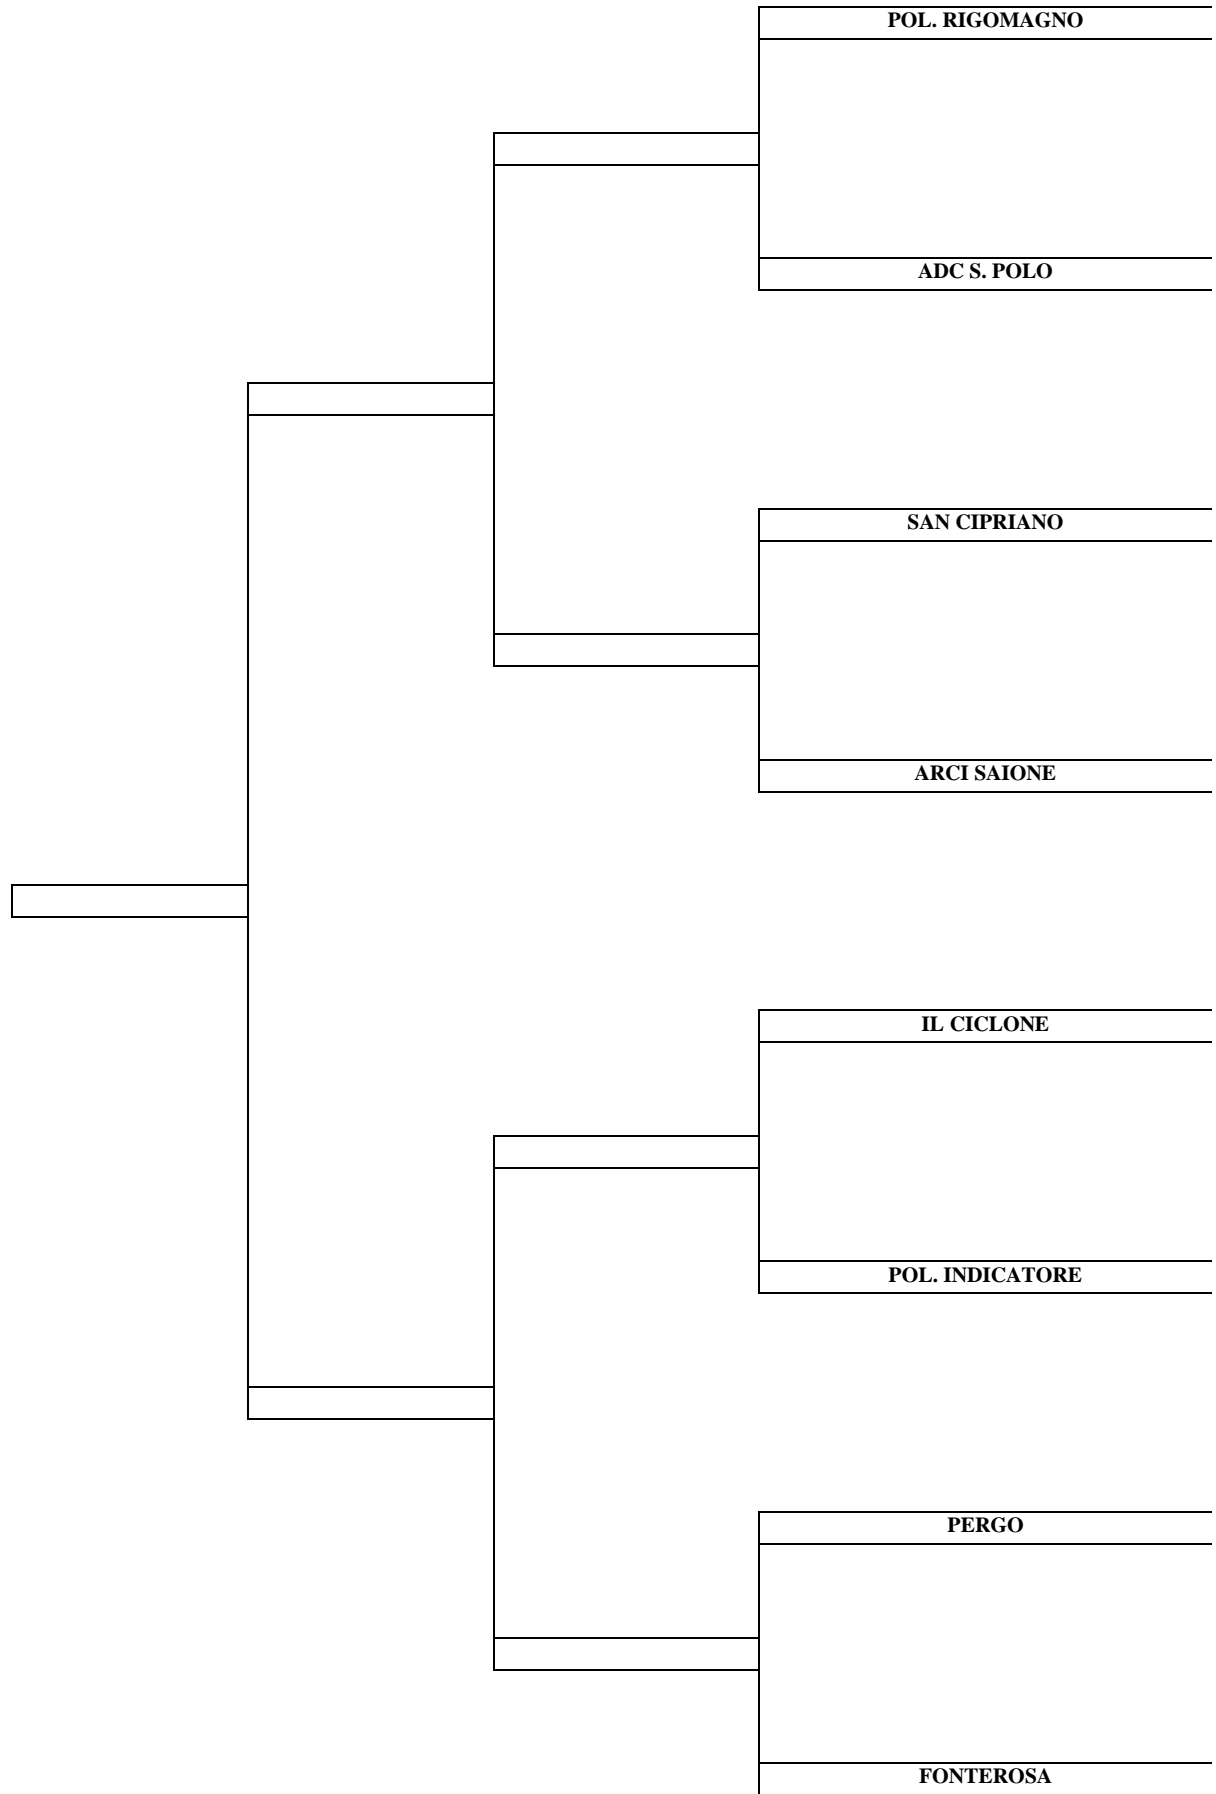 POL. RIGOMAGNO
ADC S. POLO
SAN CIPRIANO
ARCI SAIONE
IL CICLONE
POL. INDICATORE
PERGO
FONTEROSA